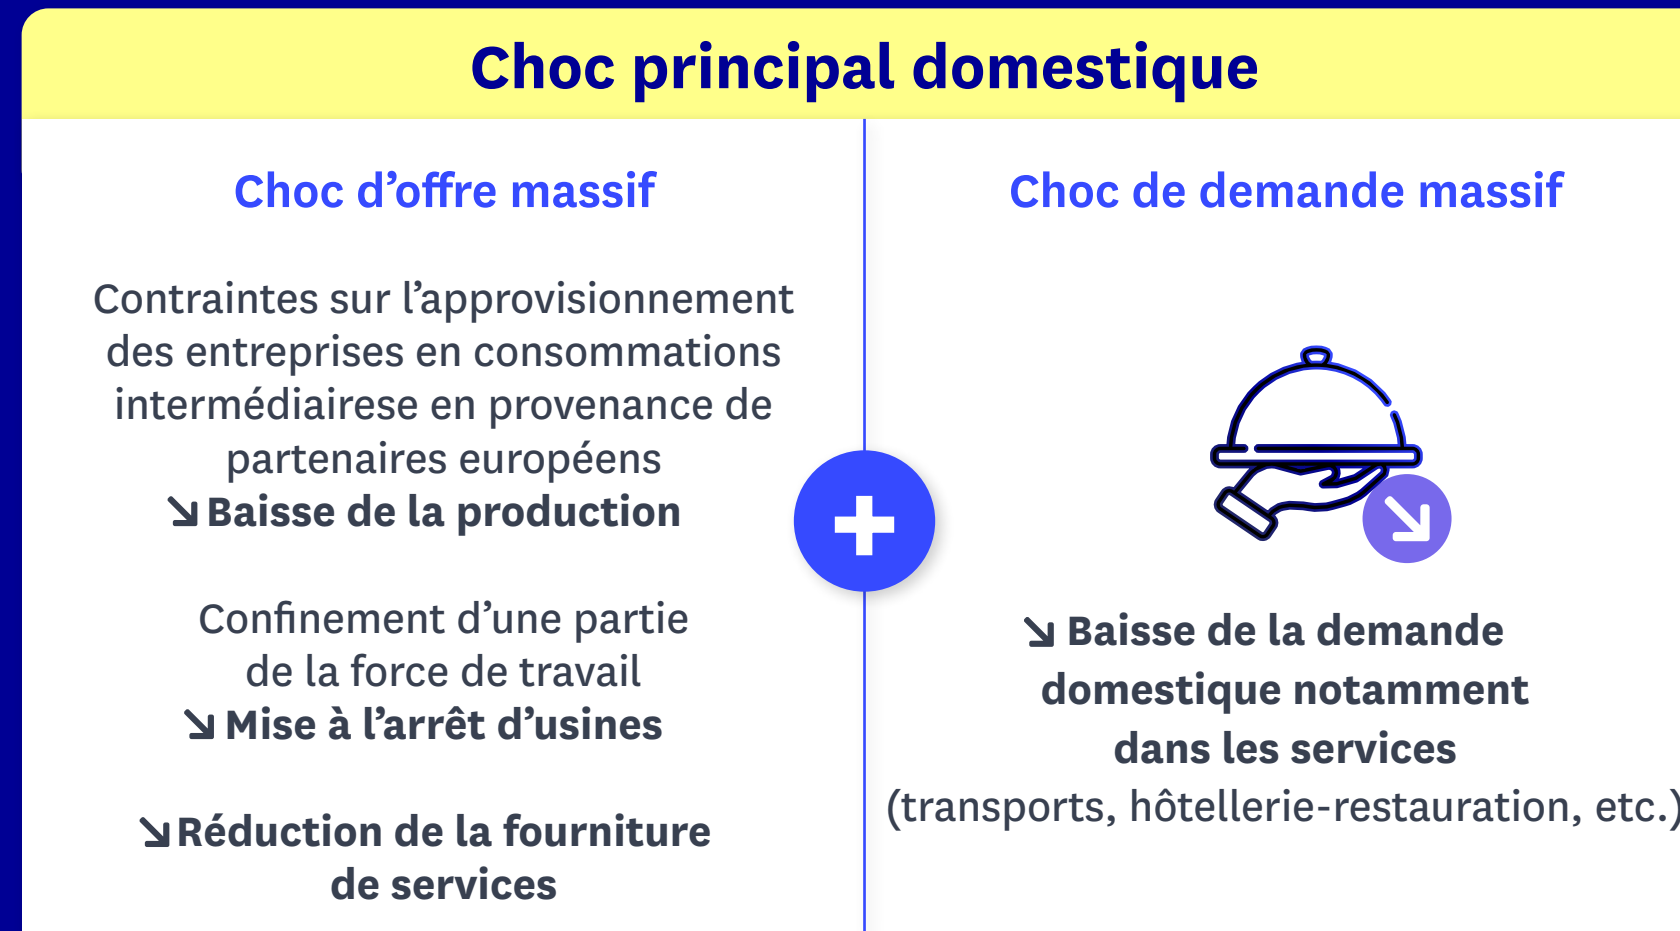 Choc principal domestique
Choc d’offre massif
Contraintes sur l’approvisionnement
des entreprises en consommations
intermédiairese en provenance de
partenaires européens
↘ Baisse de la production
Confinement d’une partie
de la force de travail
↘ Mise à l’arrêt d’usines
↘ Réduction de la fourniture
de services
+
Choc de demande massif
↘ Baisse de la demande
domestique notamment
dans les services
(transports, hôtellerie-restauration, etc.)